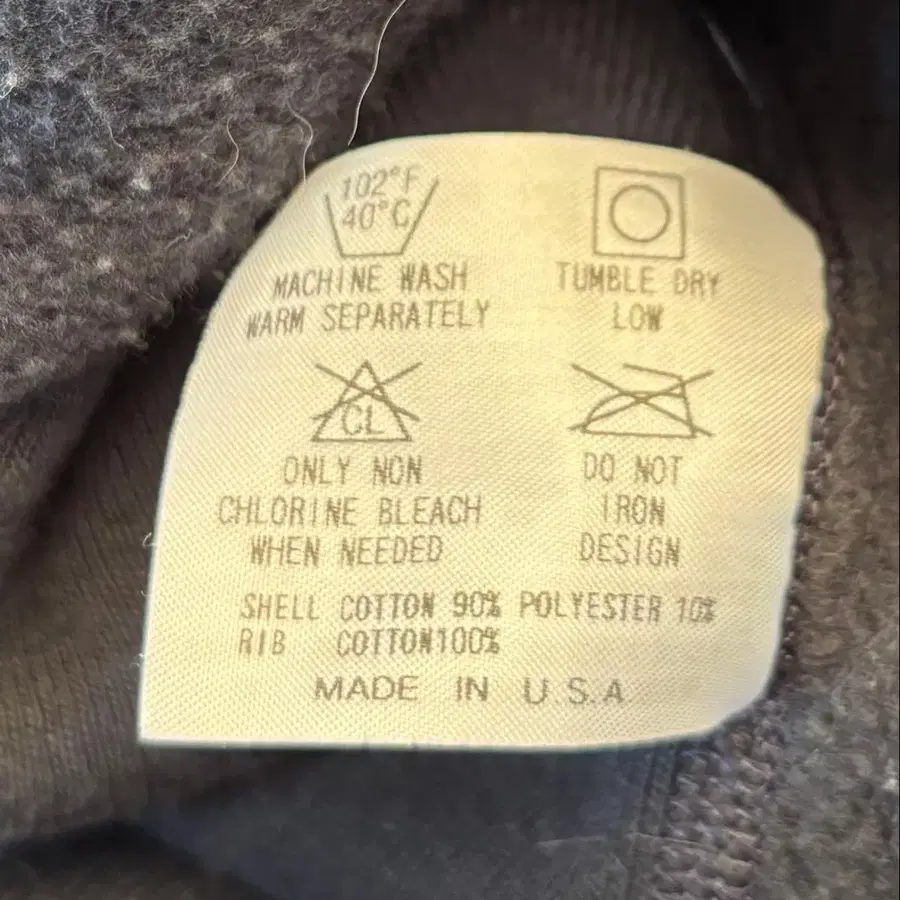 102°F
40°C
MACHINE WASH
WARM SEPARATELY
TUMBLE DRY
LOW
CL
ONLY NON
CHLORINE BLEACH
WHEN NEEDED
DO NOT
IRON
DESIGN
SHELL COTTON 90% POLYESTER 10%
RIB COTTON100%
MADE IN U.S.A